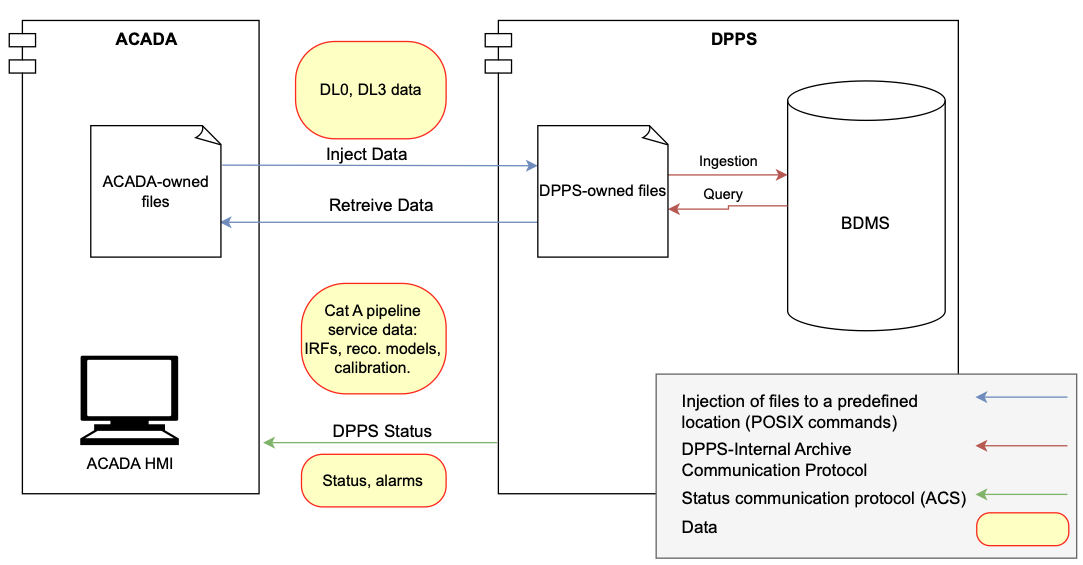 ACADA
DPPS
DL0, DL3 data
ACADA-owned
files
Inject Data
Retreive Data
DPPS-owned files
Ingestion
Query
BDMS
Cat A pipeline
service data:
IRFs, reco. models,
calibration.
ACADA HMI
DPPS Status
Status, alarms
Injection of files to a predefined
location (POSIX commands)
DPPS-Internal Archive
Communication Protocol
Status communication protocol (ACS)
Data